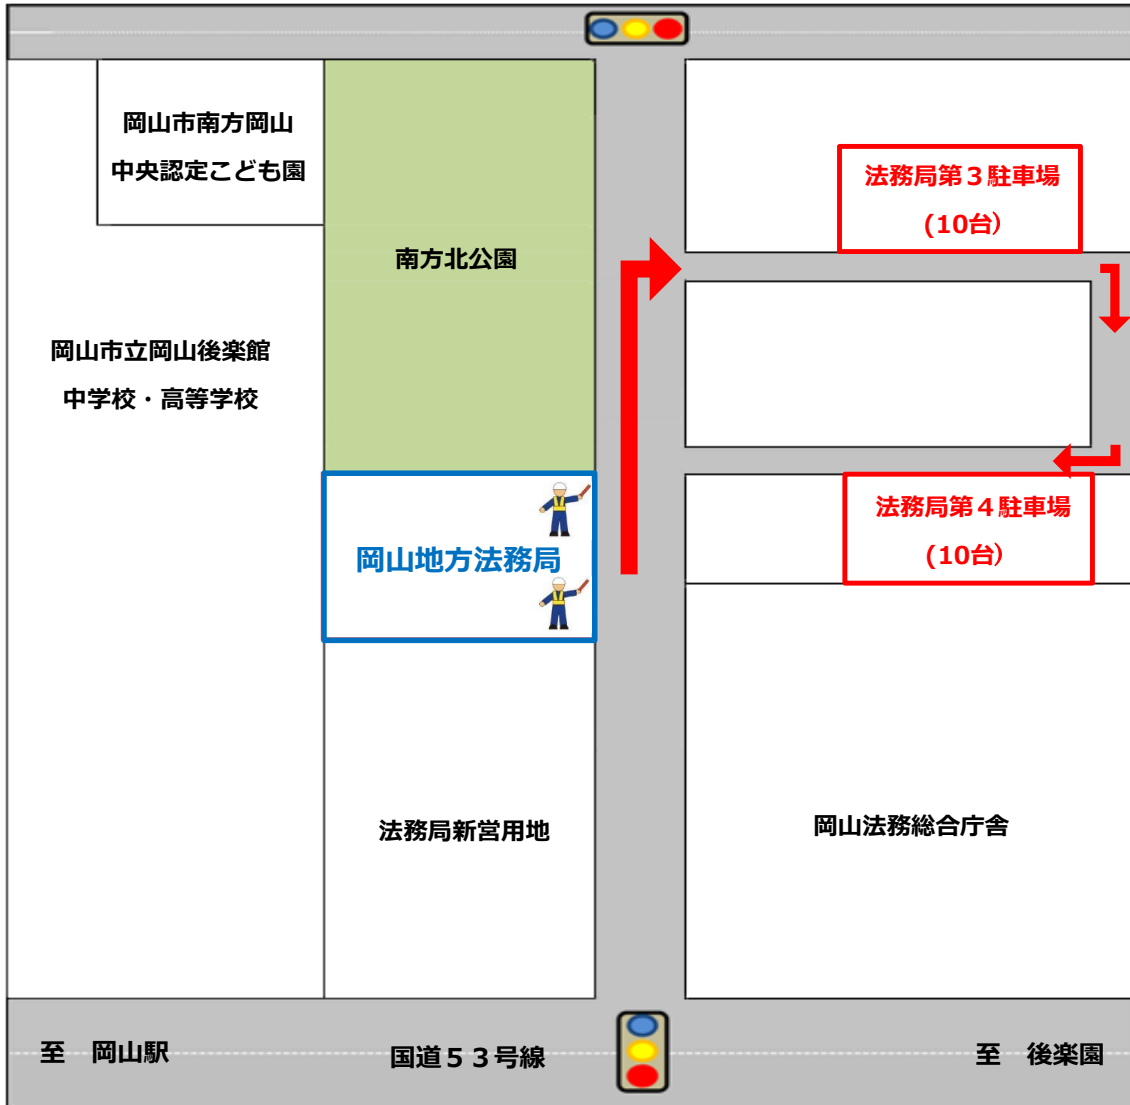 岡山市南方岡山
中央認定こども園
法務局第３駐車場
(10台）
南方北公園
岡山市立岡山後楽館
中学校・高等学校
法務局第４駐車場
(10台）
岡山地方法務局
法務局新営用地
岡山法務総合庁舎
至　岡山駅
国道５３号線
至　後楽園